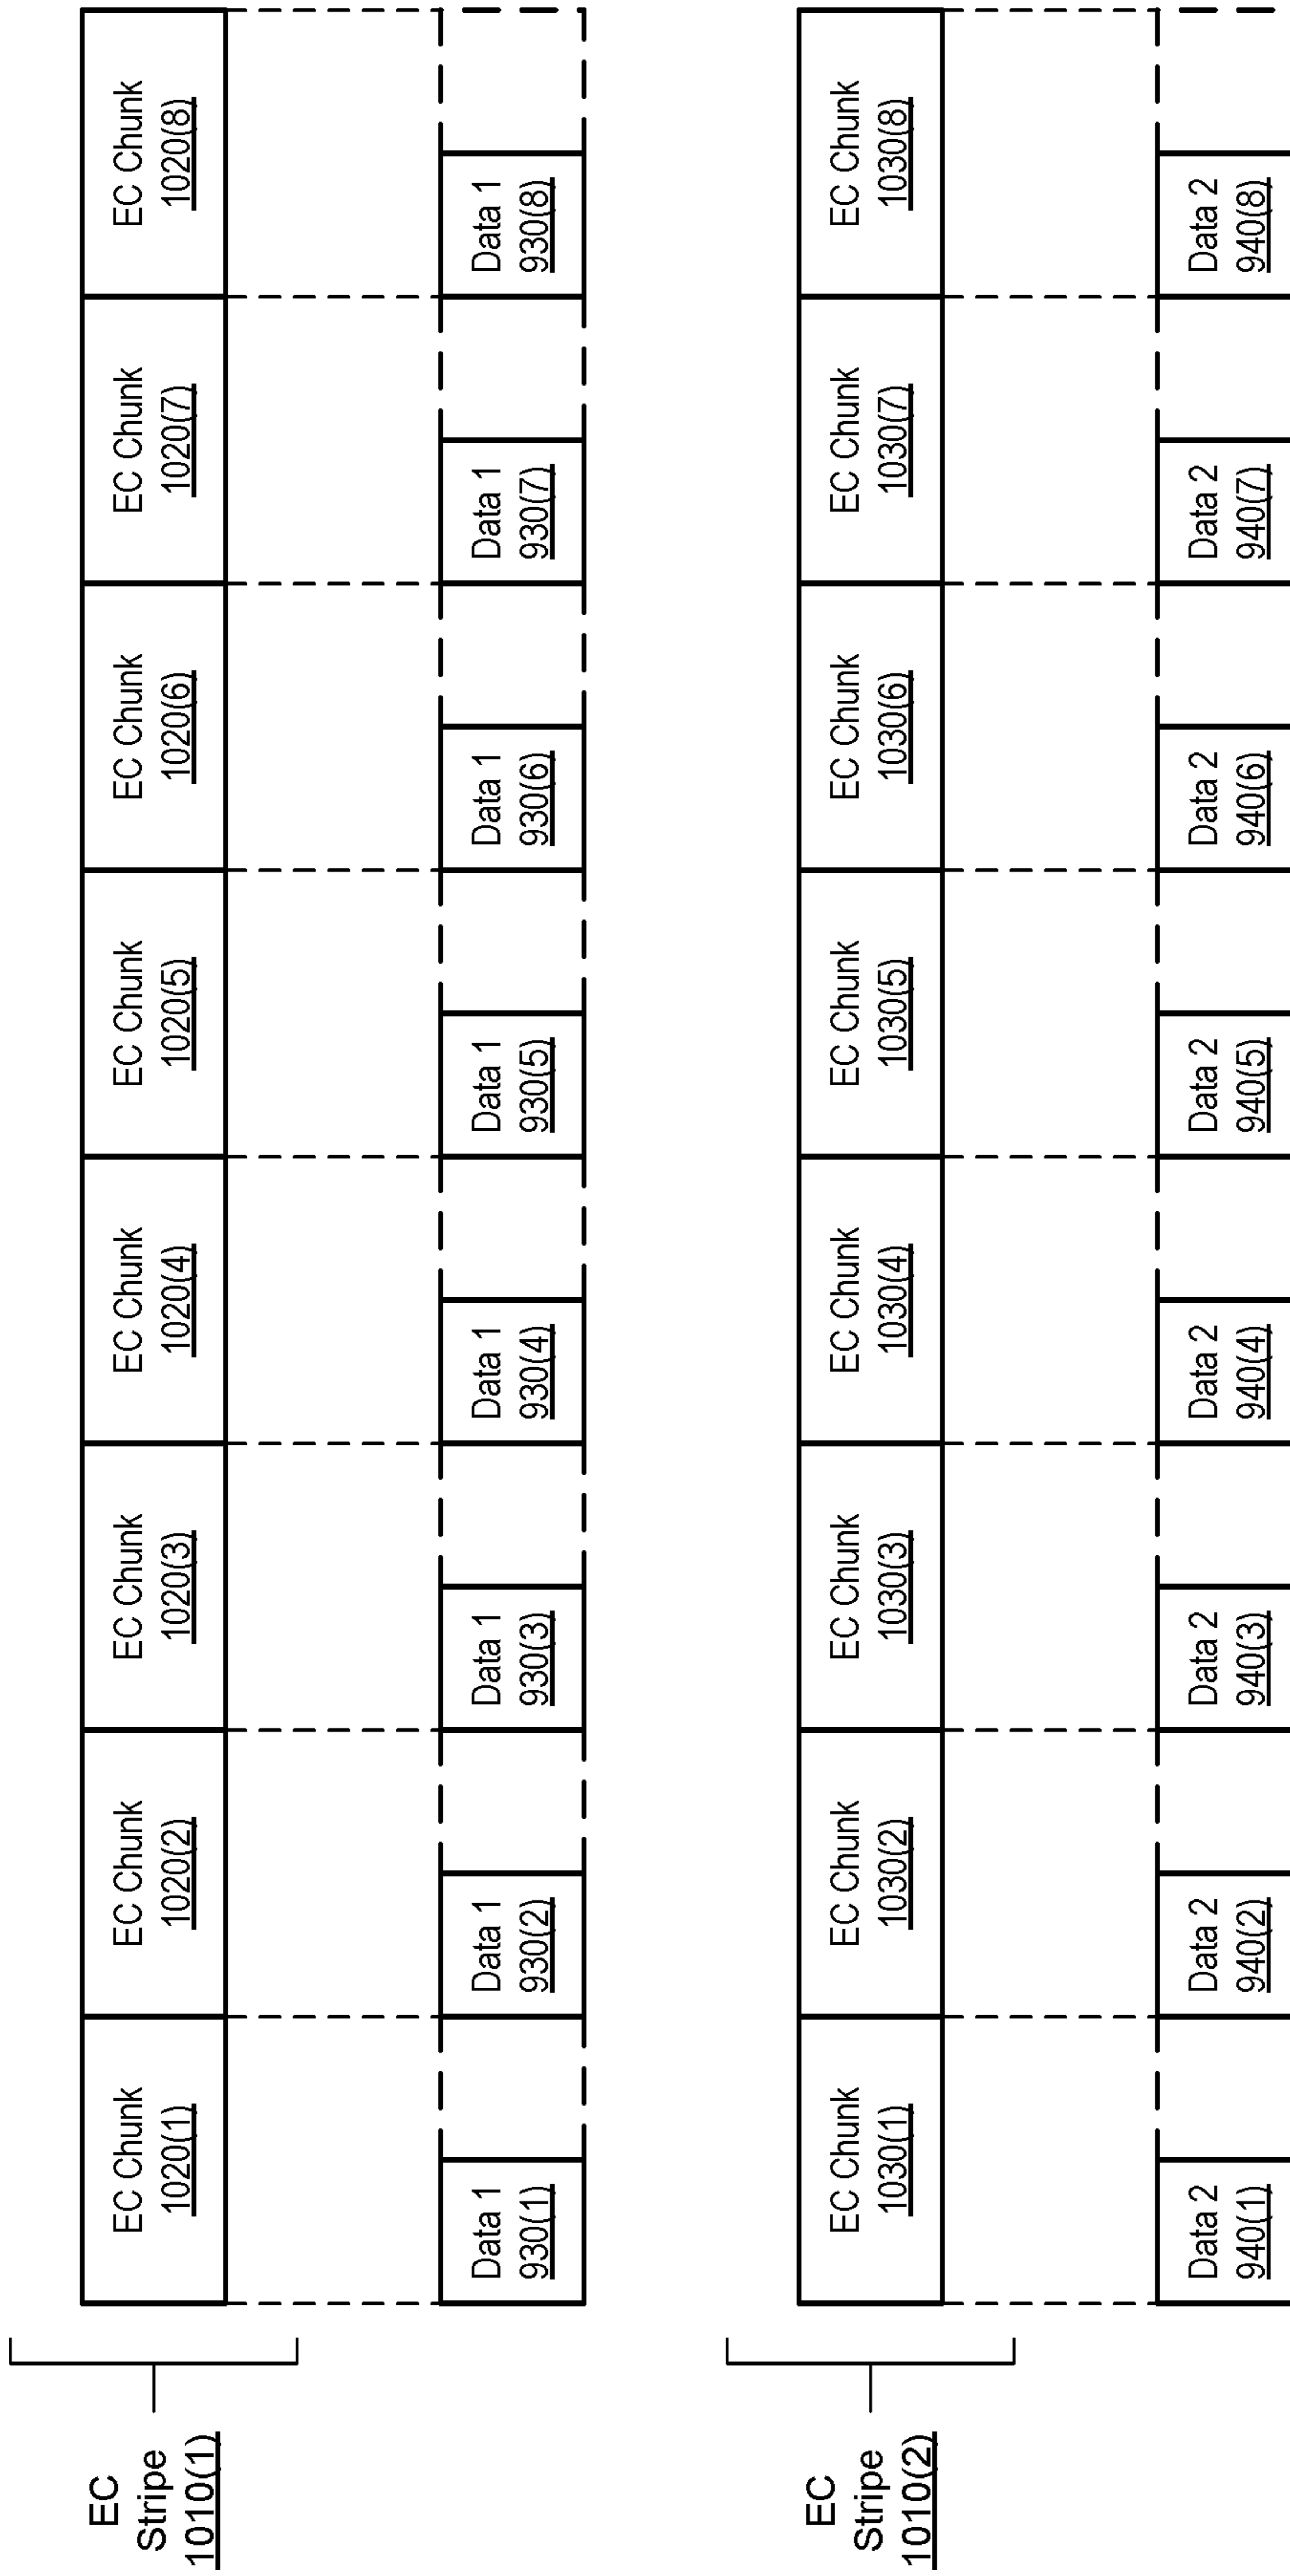 EC
Stripe
1010(1)
EC Chunk
1020(1)
EC Chunk
1020(2)
EC Chunk
1020(3)
EC Chunk
1020(4)
EC Chunk
1020(5)
EC Chunk
1020(6)
EC Chunk
1020(7)
EC Chunk
1020(8)
Data 1
930(1)
Data 1
930(2)
Data 1
930(3)
Data 1
930(4)
Data 1
930(5)
Data 1
930(6)
Data 1
930(7)
Data 1
930(8)
EC
Stripe
1010(2)
EC Chunk
1030(1)
EC Chunk
1030(2)
EC Chunk
1030(3)
EC Chunk
1030(4)
EC Chunk
1030(5)
EC Chunk
1030(6)
EC Chunk
1030(7)
EC Chunk
1030(8)
Data 2
940(1)
Data 2
940(2)
Data 2
940(3)
Data 2
940(4)
Data 2
940(5)
Data 2
940(6)
Data 2
940(7)
Data 2
940(8)